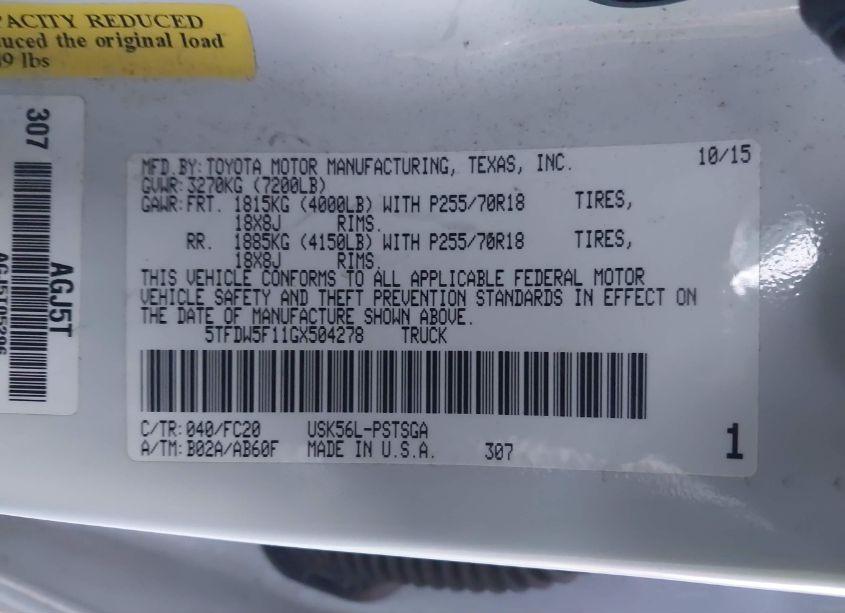 PACITY REDUCED
uced the original load
9 lbs
307
AGJ5T
MFD.BY:TOYOTA MOTOR MANUFACTURING, TEXAS, INC. 10/15
GVWR:3270KG (7200LB)
GAWR:FRT. 1815KG (4000LB) WITH P255/70R18 TIRES,
18X8J RIMS.
RR. 1885KG (4150LB) WITH P255/70R18 TIRES,
18X8J RIMS.
THIS VEHICLE CONFORMS TO ALL APPLICABLE FEDERAL MOTOR
VEHICLE SAFETY AND THEFT PREVENTION STANDARDS IN EFFECT ON
THE DATE OF MANUFACTURE SHOWN ABOVE.
5TFDW5F11GX504278 TRUCK
C/TR:040/FC20 USK56L-PSTSGA
A/TM:B02A/AB60F MADE IN U.S.A. 307 1